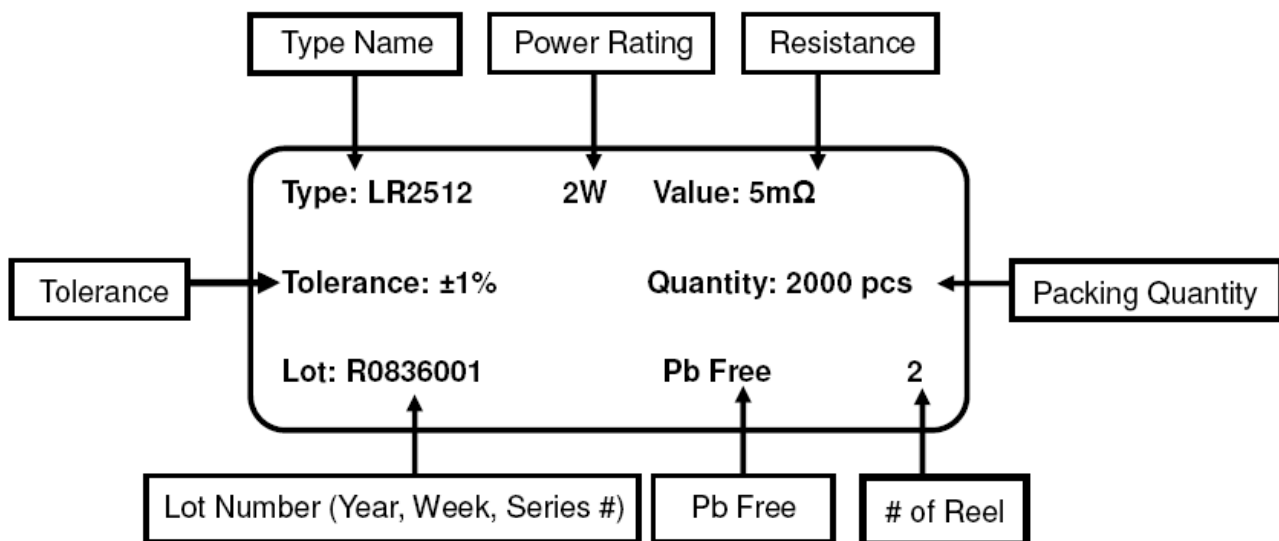 Type Name Power Rating Resistance
Type: LR2512 2W Value: 5mΩ
Tolerance Tolerance: ±1% Quantity: 2000 pcs Packing Quantity
Lot: R0836001 Pb Free 2
Lot Number (Year, Week, Series #) Pb Free # of Reel